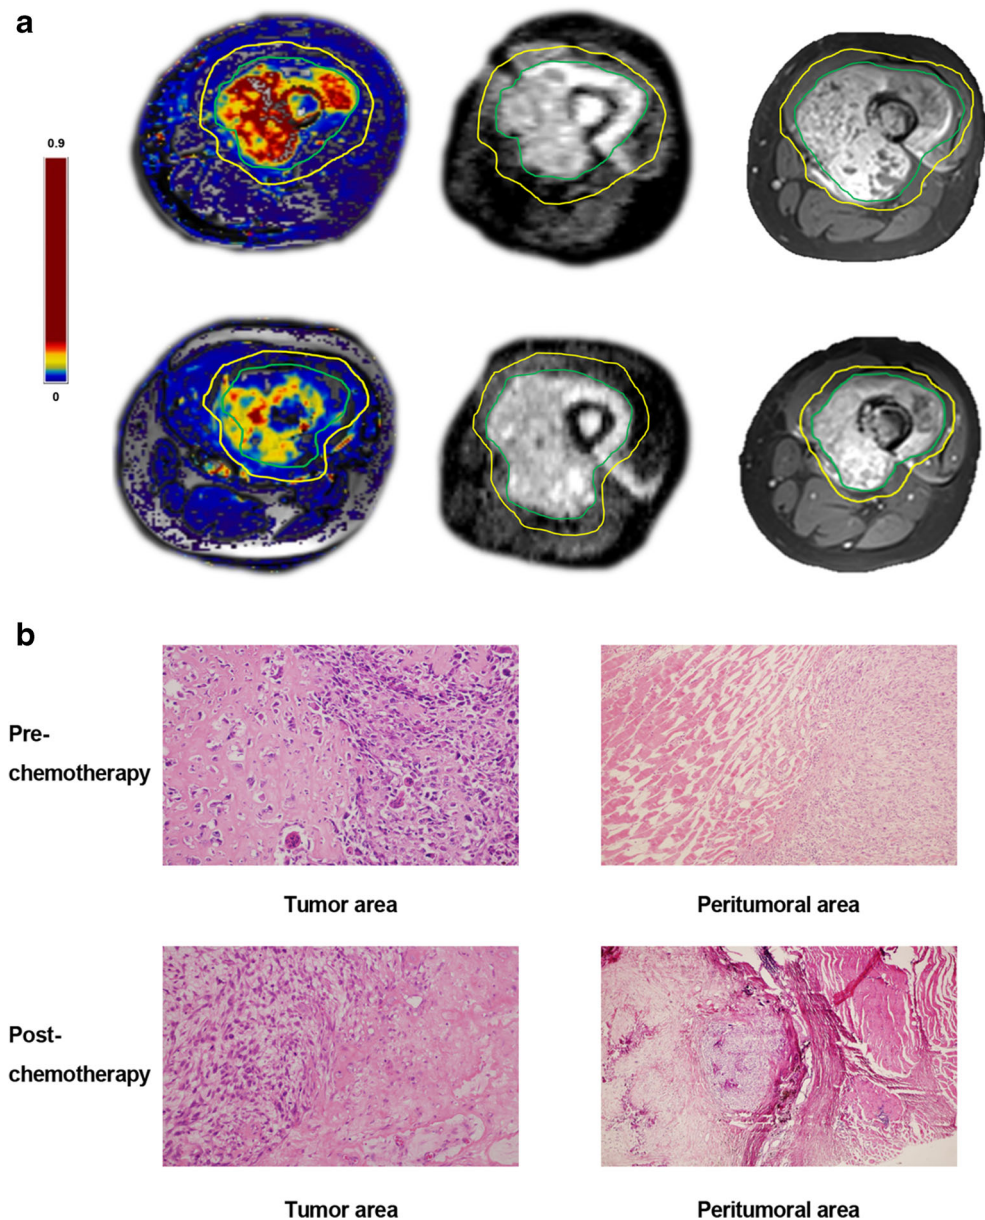 a
0.9
0
b
Pre-
chemotherapy
Tumor area
Peritumoral area
Post-
chemotherapy
Tumor area
Peritumoral area